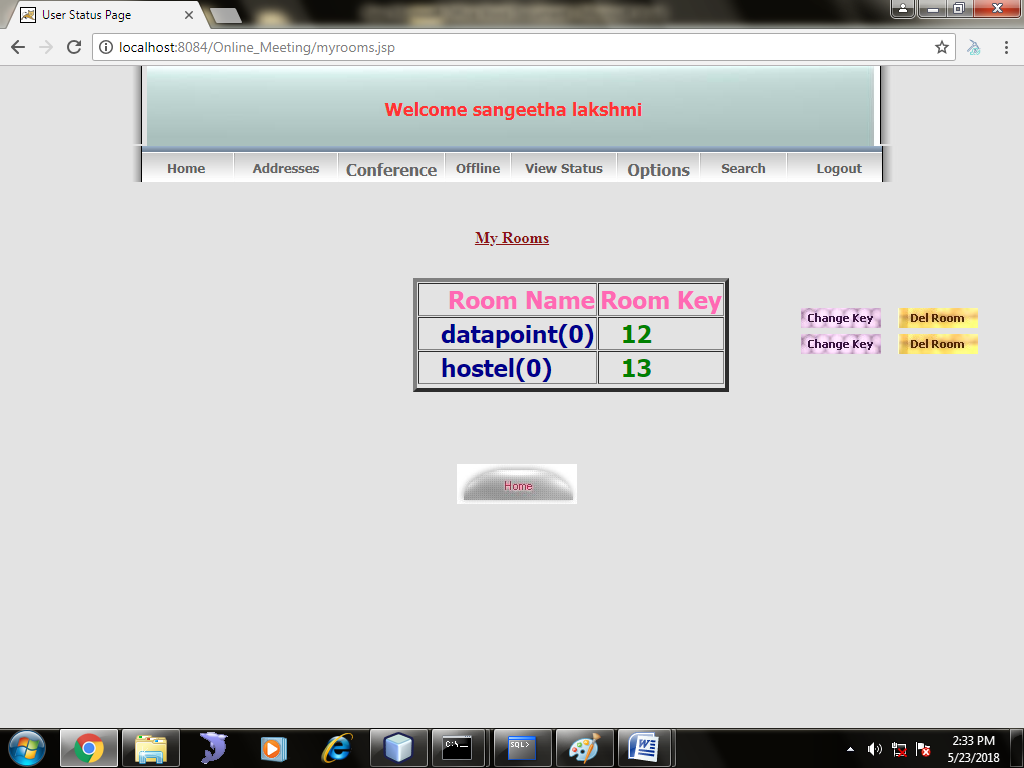 User Status Page
localhost:8084/Online_Meeting/myrooms.jsp
Welcome sangeetha lakshmi
Home Addresses Conference Offline View Status Options Search Logout
My Rooms
Room Name Room Key
datapoint(0) 12
hostel(0) 13
Change Key Del Room
Change Key Del Room
Home
C:\_
SQL>
2:33 PM
5/23/2018